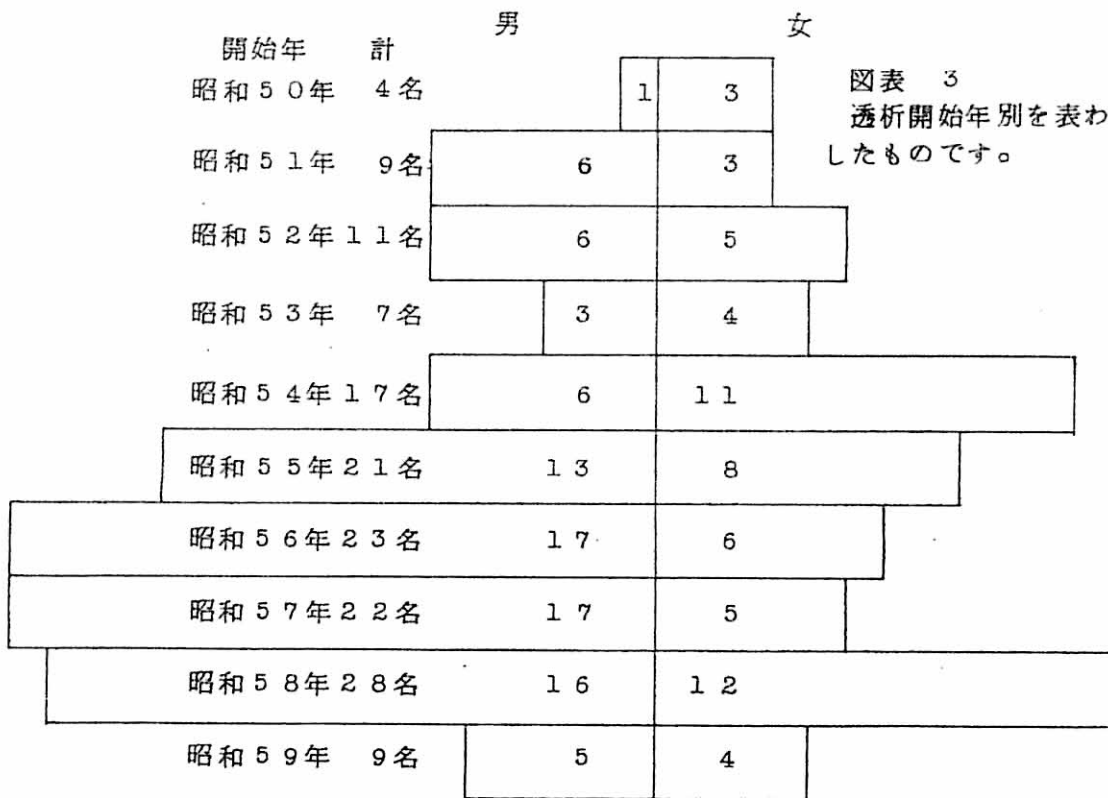 男 女
開始年 計
昭和50年 4名 1 3
昭和51年 9名 6 3
昭和52年11名 6 5
昭和53年 7名 3 4
昭和54年17名 6 11
昭和55年21名 13 8
昭和56年23名 17 6
昭和57年22名 17 5
昭和58年28名 16 12
昭和59年 9名 5 4
図表 3
透析開始年別を表わ
したものです。